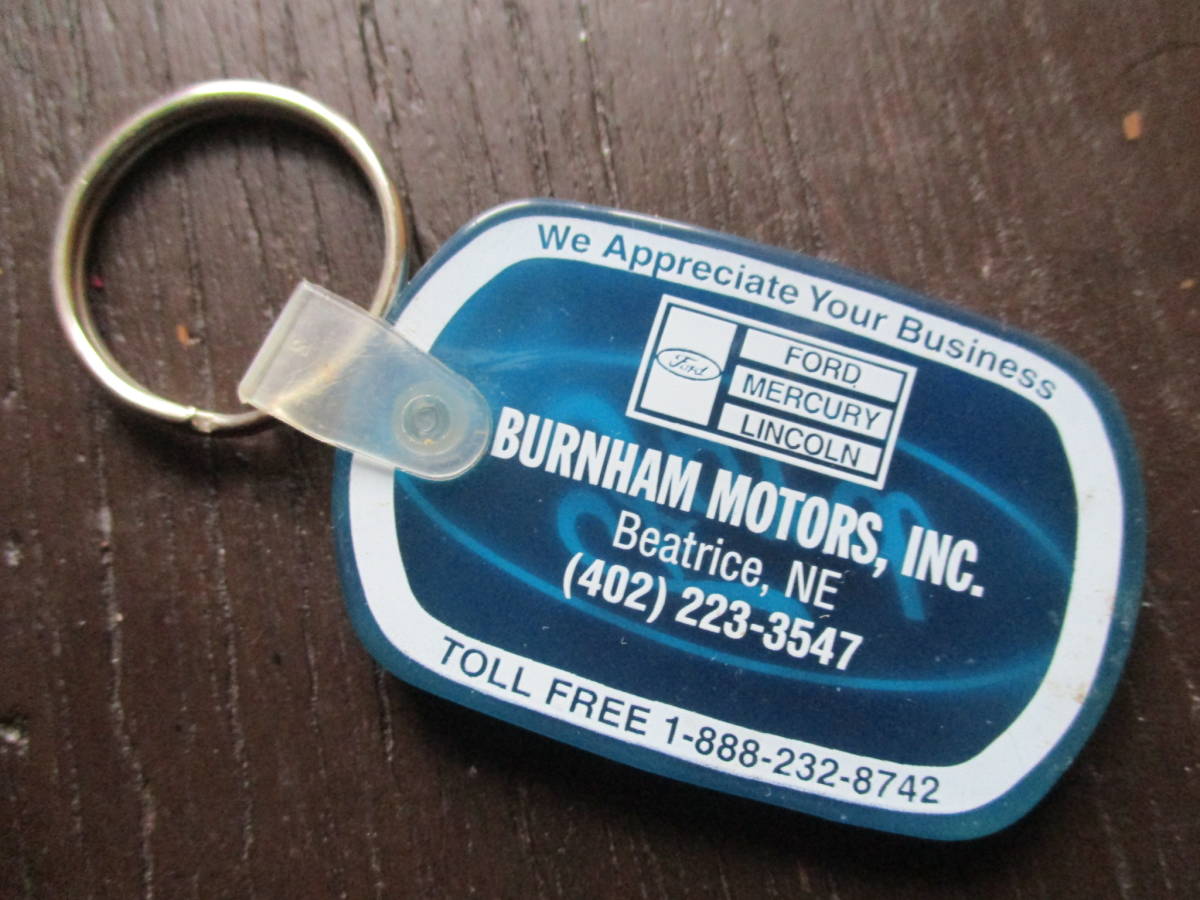 We Appreciate Your Business
Ford
FORD
MERCURY
LINCOLN
BURNHAM MOTORS, INC.
Beatrice, NE
(402) 223-3547
TOLL FREE 1-888-232-8742